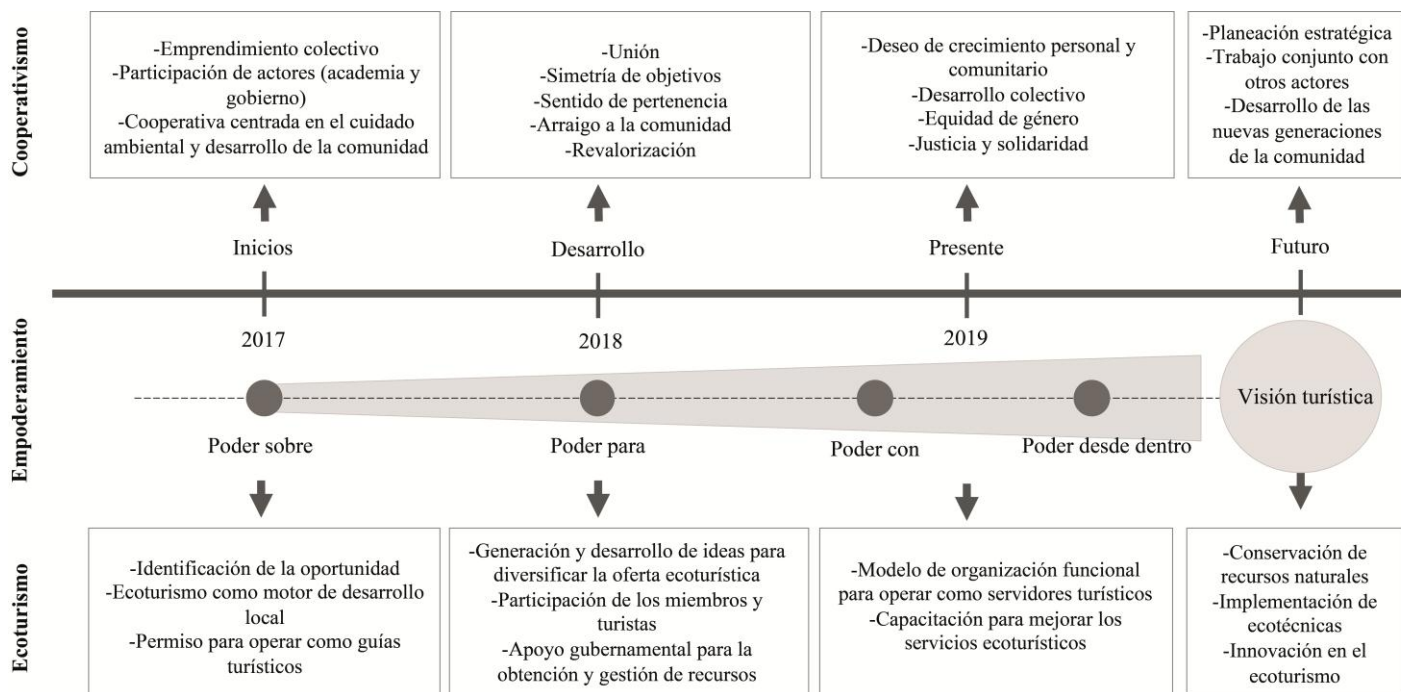 Cooperativismo
-Emprendimiento colectivo
-Participación de actores (academia y
gobierno)
-Cooperativa centrada en el cuidado
ambiental y desarrollo de la comunidad
-Unión
-Simetría de objetivos
-Sentido de pertenencia
-Arraigo a la comunidad
-Revalorización
-Deseo de crecimiento personal y
comunitario
-Desarrollo colectivo
-Equidad de género
-Justicia y solidaridad
-Planeación estratégica
-Trabajo conjunto con
otros actores
-Desarrollo de las
nuevas generaciones
de la comunidad
Inicios
Desarrollo
Presente
Futuro
Empoderamiento
2017
2018
2019
Poder sobre
Poder para
Poder con
Poder desde dentro
Visión turística
Ecoturismo
-Identificación de la oportunidad
-Ecoturismo como motor de desarrollo
local
-Permiso para operar como guías
turísticos
-Generación y desarrollo de ideas para
diversificar la oferta ecoturística
-Participación de los miembros y
turistas
-Apoyo gubernamental para la
obtención y gestión de recursos
-Modelo de organización funcional
para operar como servidores turísticos
-Capacitación para mejorar los
servicios ecoturísticos
-Conservación de
recursos naturales
-Implementación de
ecotécnicas
-Innovación en el
ecoturismo